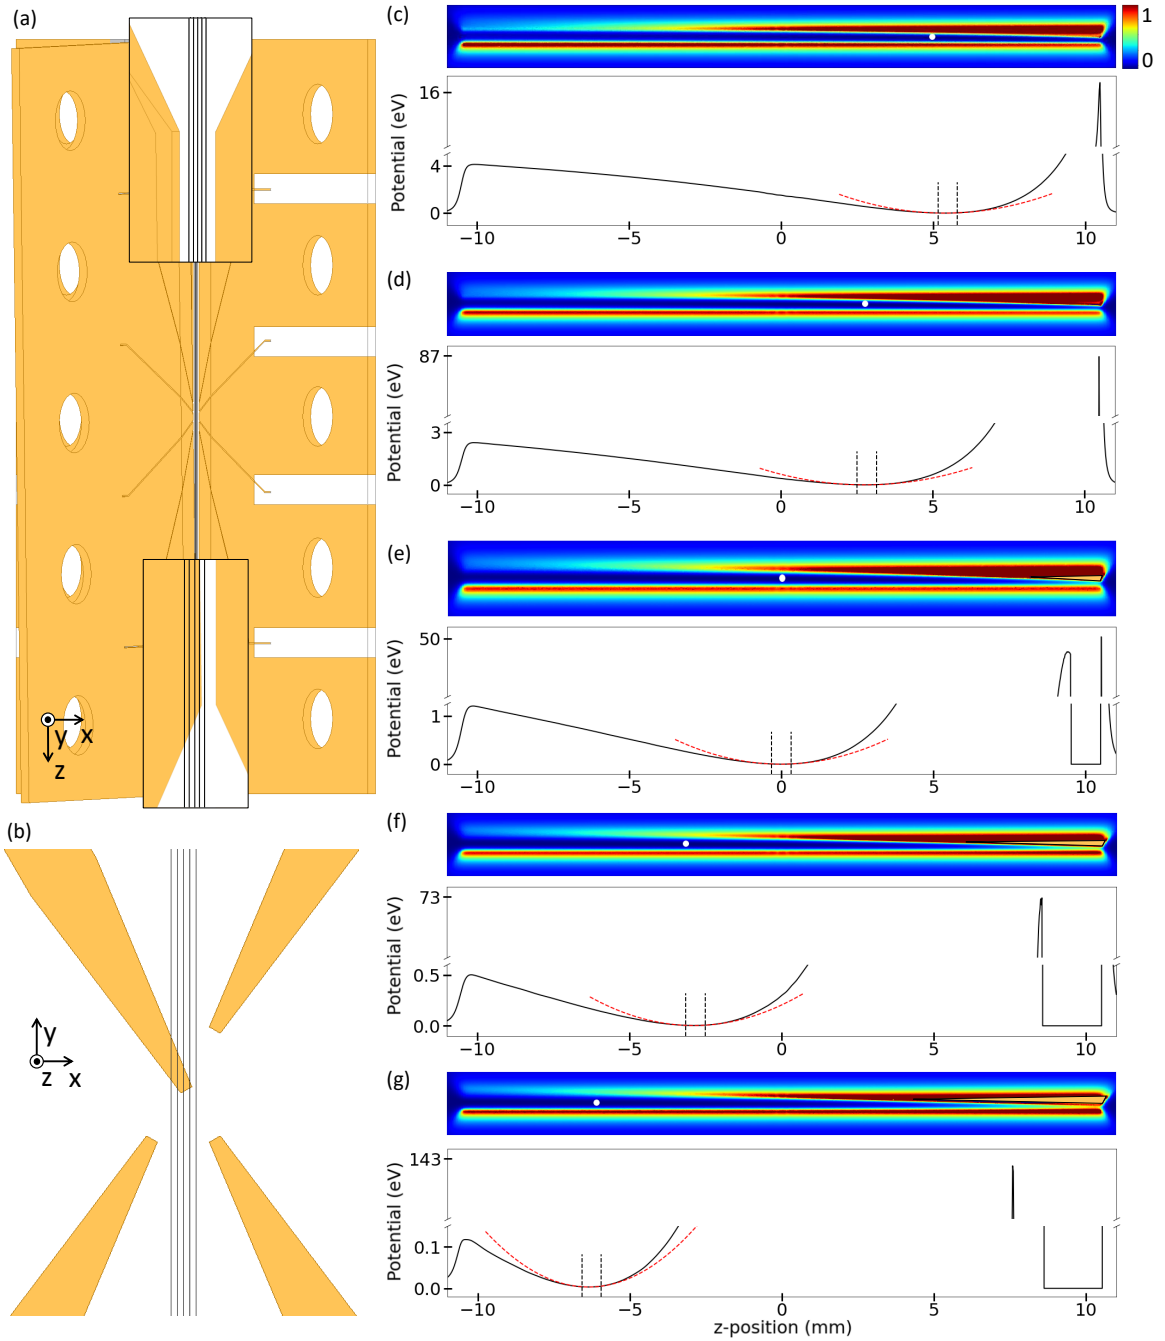 (a)
y x
z
(b)
y
z x
(c)
1
0
Potential (eV)
16
4
0
−10 −5 0 5 10
(d)
Potential (eV)
87
3
0
−10 −5 0 5 10
(e)
Potential (eV)
50
1
0
−10 −5 0 5 10
(f)
Potential (eV)
73
0.5
0.0
−10 −5 0 5 10
(g)
Potential (eV)
143
0.1
0.0
−10 −5 0 5 10
z-position (mm)